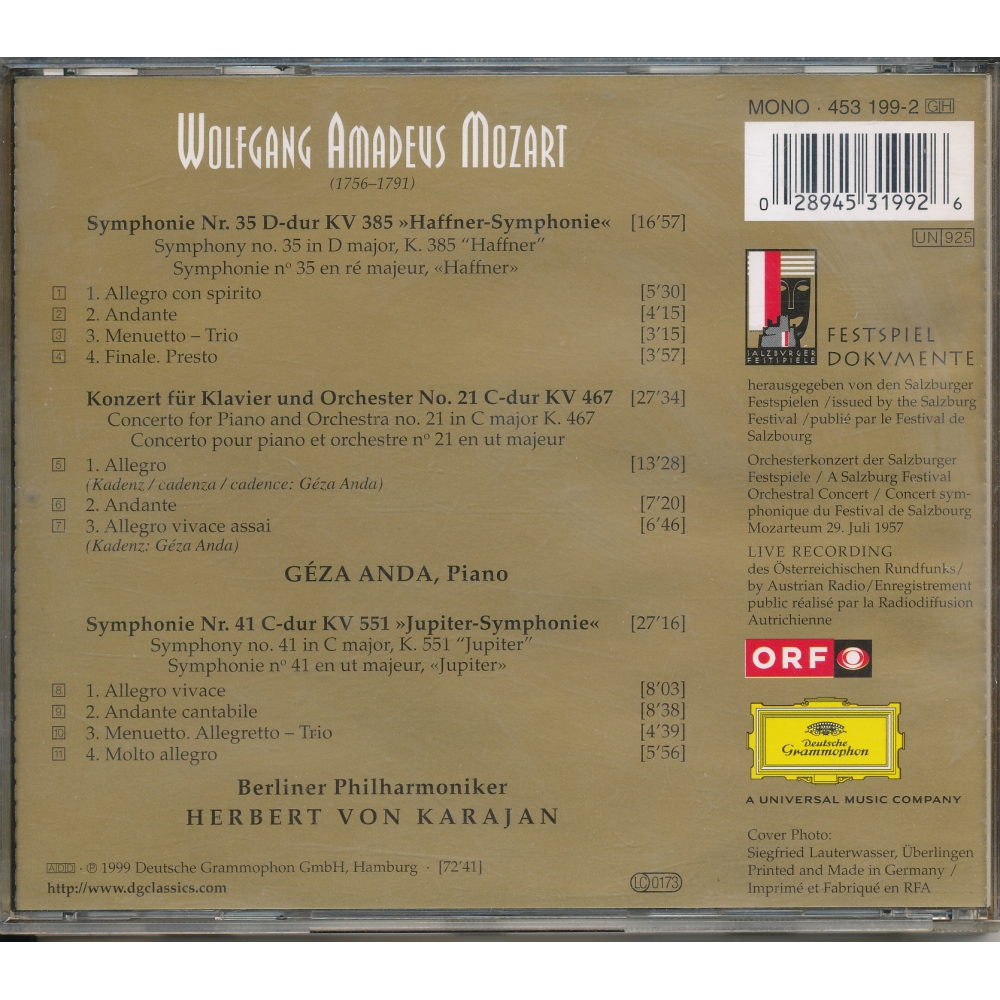 WOLFGANG AMADEUS MOZART
(1756–1791)
Symphonie Nr. 35 D-dur KV 385 »Haffner-Symphonie« [16'57]
Symphony no. 35 in D major, K. 385 “Haffner”
Symphonie nº 35 en ré majeur, «Haffner»
1 1. Allegro con spirito [5'30]
2 2. Andante [4'15]
3 3. Menuetto – Trio [3'15]
4 4. Finale. Presto [3'57]
Konzert für Klavier und Orchester No. 21 C-dur KV 467 [27'34]
Concerto for Piano and Orchestra no. 21 in C major K. 467
Concerto pour piano et orchestre nº 21 en ut majeur
5 1. Allegro [13'28]
(Kadenz / cadenza / cadence: Géza Anda)
6 2. Andante [7'20]
7 3. Allegro vivace assai [6'46]
(Kadenz: Géza Anda)
GÉZA ANDA, Piano
Symphonie Nr. 41 C-dur KV 551 »Jupiter-Symphonie« [27'16]
Symphony no. 41 in C major, K. 551 “Jupiter”
Symphonie nº 41 en ut majeur, «Jupiter»
8 1. Allegro vivace [8'03]
9 2. Andante cantabile [8'38]
10 3. Menuetto. Allegretto – Trio [4'39]
11 4. Molto allegro [5'56]
Berliner Philharmoniker
HERBERT VON KARAJAN
ADD · ℗ 1999 Deutsche Grammophon GmbH, Hamburg · [72'41]
http://www.dgclassics.com
LC 0173
MONO · 453 199-2 GH
0 28945 31992 6
UN 925
SALZBURGER
FESTSPIELE
FESTSPIEL
DOKVMENTE
herausgegeben von den Salzburger
Festspielen /issued by the Salzburg
Festival /publié par le Festival de
Salzbourg
Orchesterkonzert der Salzburger
Festspiele / A Salzburg Festival
Orchestral Concert / Concert sym-
phonique du Festival de Salzbourg
Mozarteum 29. Juli 1957
LIVE RECORDING
des Österreichischen Rundfunks/
by Austrian Radio/Enregistrement
public réalisé par la Radiodiffusion
Autrichienne
ORF
Deutsche
Grammophon
A UNIVERSAL MUSIC COMPANY
Cover Photo:
Siegfried Lauterwasser, Überlingen
Printed and Made in Germany /
Imprimé et Fabriqué en RFA